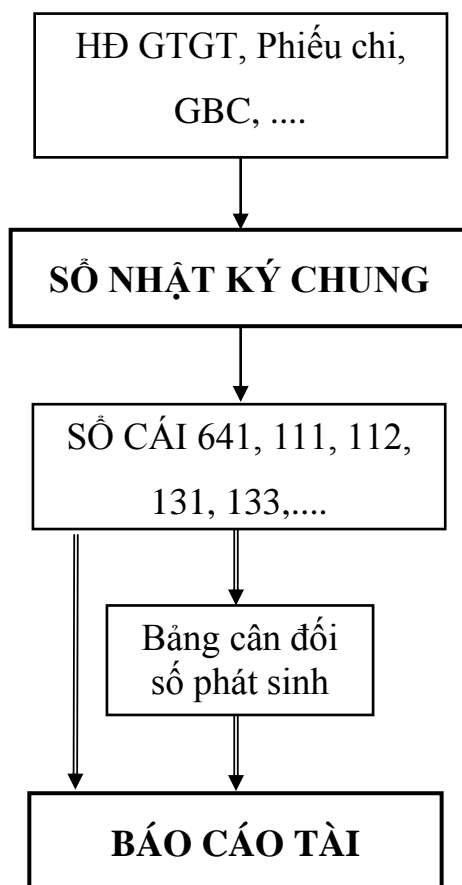 HĐ GTGT, Phiếu chi,
GBC, ....
SỔ NHẬT KÝ CHUNG
SỔ CÁI 641, 111, 112,
131, 133,....
Bảng cân đối
số phát sinh
BÁO CÁO TÀI